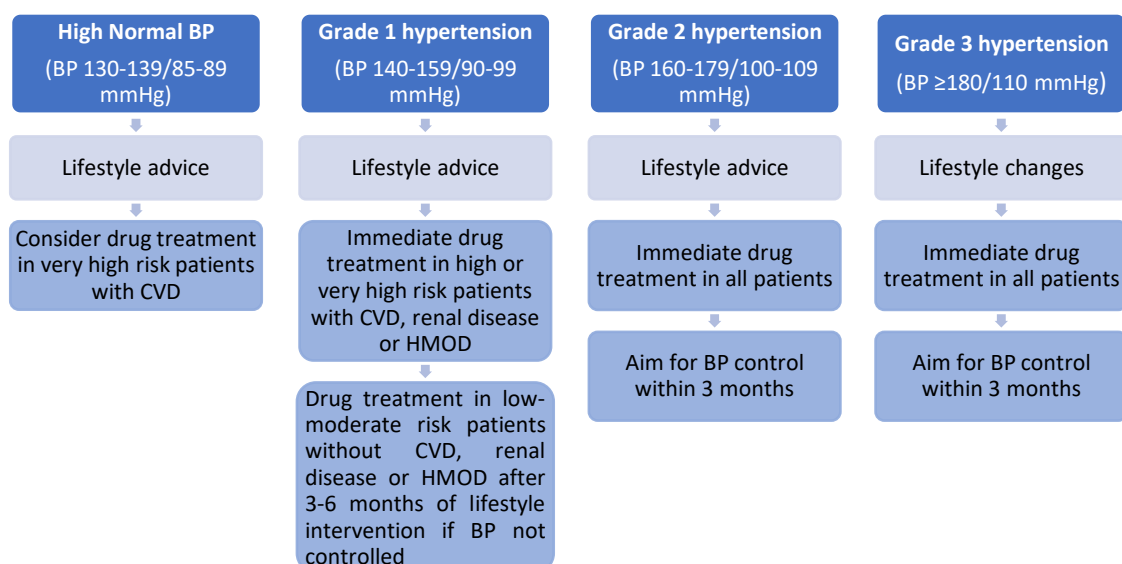 High Normal BP
(BP 130-139/85-89
mmHg)
Lifestyle advice
Consider drug treatment
in very high risk patients
with CVD
Grade 1 hypertension
(BP 140-159/90-99
mmHg)
Lifestyle advice
Immediate drug
treatment in high or
very high risk patients
with CVD, renal disease
or HMOD
Drug treatment in low-
moderate risk patients
without CVD, renal
disease or HMOD after
3-6 months of lifestyle
intervention if BP not
controlled
Grade 2 hypertension
(BP 160-179/100-109
mmHg)
Lifestyle advice
Immediate drug
treatment in all patients
Aim for BP control
within 3 months
Grade 3 hypertension
(BP ≥180/110 mmHg)
Lifestyle changes
Immediate drug
treatment in all patients
Aim for BP control
within 3 months